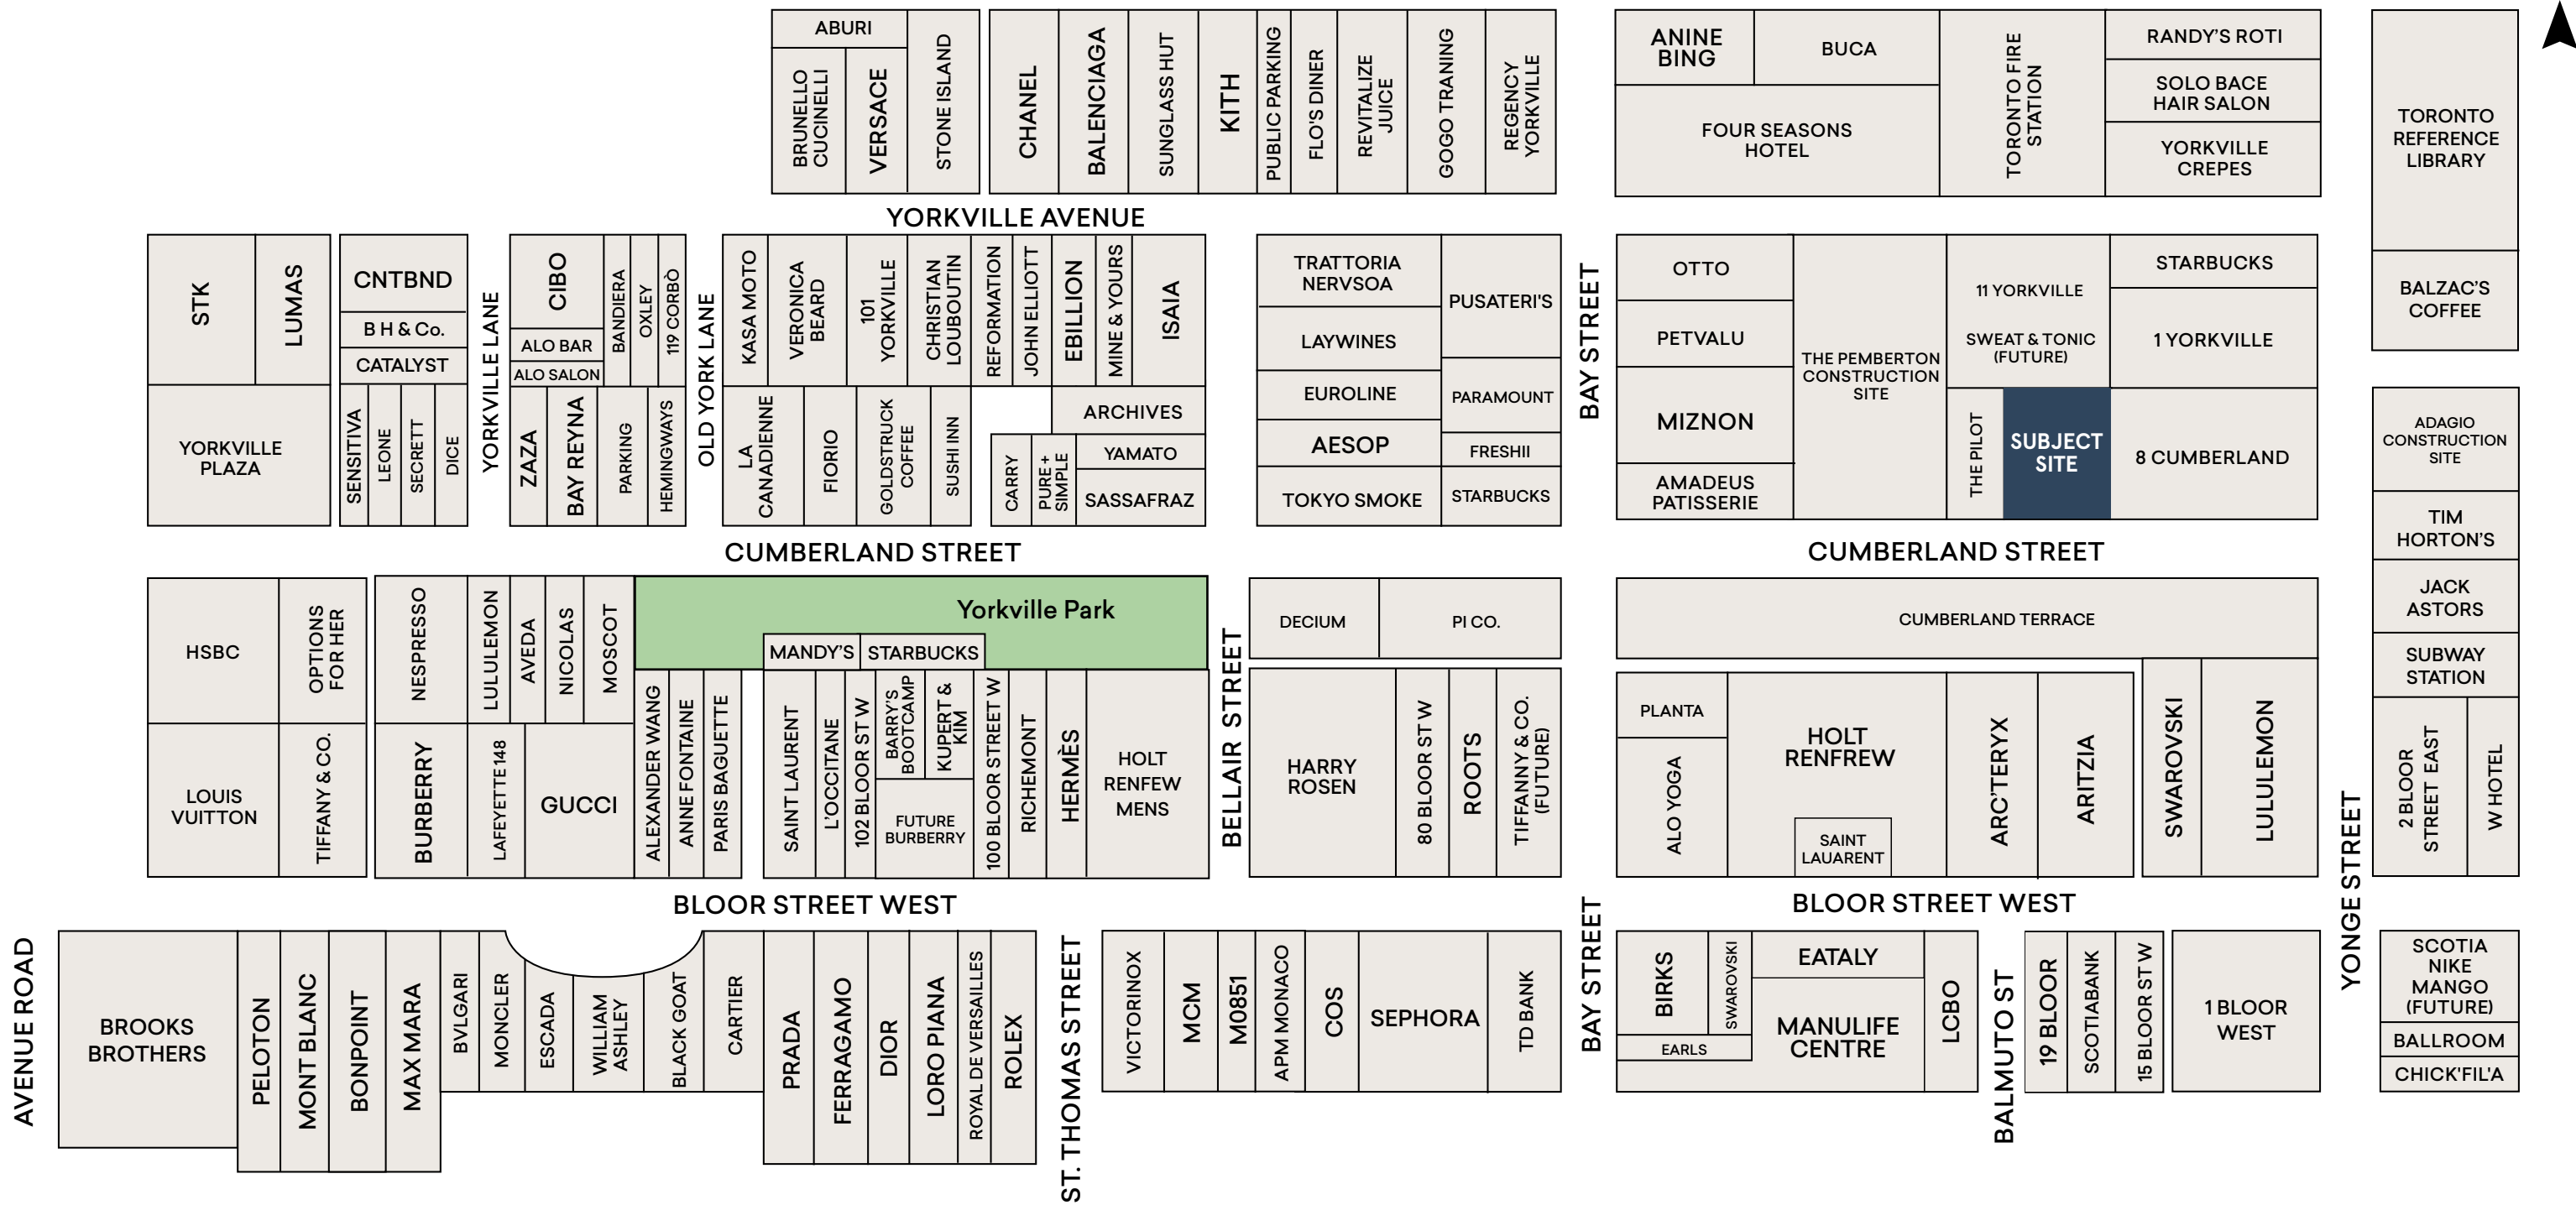 ABURI
BRUNELLO
CUCINELLI
VERSACE
STONE ISLAND
CHANEL
BALENCIAGA
SUNGLASS HUT
KITH
PUBLIC PARKING
FLO'S DINER
REVITALIZE
JUICE
GOGO TRANING
REGENCY
YORKVILLE
ANINE
BING
BUCA
FOUR SEASONS
HOTEL
TORONTO FIRE
STATION
RANDY'S ROTI
SOLO BACE
HAIR SALON
YORKVILLE
CREPES
TORONTO
REFERENCE
LIBRARY
BALZAC'S
COFFEE
YORKVILLE AVENUE
STK
LUMAS
YORKVILLE
PLAZA
CNTBND
B H & Co.
CATALYST
SENSITIVA
LEONE
SECRETT
DICE
YORKVILLE LANE
CIBO
ALO BAR
ALO SALON
BANDIERA
OXLEY
119 CORBÒ
ZAZA
BAY REYNA
PARKING
HEMINGWAYS
OLD YORK LANE
KASA MOTO
VERONICA
BEARD
101
YORKVILLE
CHRISTIAN
LOUBOUTIN
REFORMATION
JOHN ELLIOTT
EBILLION
MINE & YOURS
ISAIA
LA
CANADIENNE
FIORIO
GOLDSTRUCK
COFFEE
SUSHI INN
ARCHIVES
CARRY
PURE +
SIMPLE
YAMATO
SASSAFRAZ
TRATTORIA
NERVSOA
LAYWINES
EUROLINE
AESOP
TOKYO SMOKE
PUSATERI'S
PARAMOUNT
FRESHII
STARBUCKS
BAY STREET
OTTO
PETVALU
MIZNON
AMADEUS
PATISSERIE
THE PEMBERTON
CONSTRUCTION
SITE
11 YORKVILLE
SWEAT & TONIC
(FUTURE)
STARBUCKS
1 YORKVILLE
THE PILOT
SUBJECT
SITE
8 CUMBERLAND
ADAGIO
CONSTRUCTION
SITE
TIM
HORTON'S
JACK
ASTORS
SUBWAY
STATION
2 BLOOR
STREET EAST
W HOTEL
CUMBERLAND STREET
CUMBERLAND STREET
HSBC
OPTIONS
FOR HER
LOUIS
VUITTON
TIFFANY & CO.
NESPRESSO
LULULEMON
AVEDA
NICOLAS
MOSCOT
BURBERRY
LAFEYETTE 148
GUCCI
Yorkville Park
MANDY'S
STARBUCKS
ALEXANDER WANG
ANNE FONTAINE
PARIS BAGUETTE
SAINT LAURENT
L'OCCITANE
102 BLOOR ST W
BARRY'S
BOOTCAMP
KUPERT &
KIM
FUTURE
BURBERRY
100 BLOOR STREET W
RICHEMONT
HERMÈS
HOLT
RENFEW
MENS
BELLAIR STREET
DECIUM
PI CO.
HARRY
ROSEN
80 BLOOR ST W
ROOTS
TIFFANNY & CO.
(FUTURE)
CUMBERLAND TERRACE
PLANTA
ALO YOGA
HOLT
RENFREW
SAINT
LAUARENT
ARC'TERYX
ARITZIA
SWAROVSKI
LULULEMON
YONGE STREET
BLOOR STREET WEST
BLOOR STREET WEST
AVENUE ROAD
BROOKS
BROTHERS
PELOTON
MONT BLANC
BONPOINT
MAX MARA
BVLGARI
MONCLER
ESCADA
WILLIAM
ASHLEY
BLACK GOAT
CARTIER
PRADA
FERRAGAMO
DIOR
LORO PIANA
ROYAL DE VERSAILLES
ROLEX
ST. THOMAS STREET
VICTORINOX
MCM
M0851
APM MONACO
COS
SEPHORA
TD BANK
BAY STREET
BIRKS
SWAROVSKI
EARLS
EATALY
MANULIFE
CENTRE
LCBO
BALMUTO ST
19 BLOOR
SCOTIABANK
15 BLOOR ST W
1 BLOOR
WEST
SCOTIA
NIKE
MANGO
(FUTURE)
BALLROOM
CHICK'FIL'A